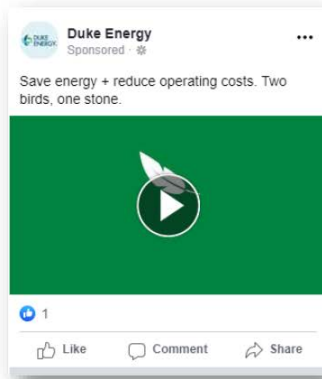 DUKE ENERGY.
Duke Energy
Sponsored ·
Save energy + reduce operating costs. Two
birds, one stone.
1
Like Comment Share